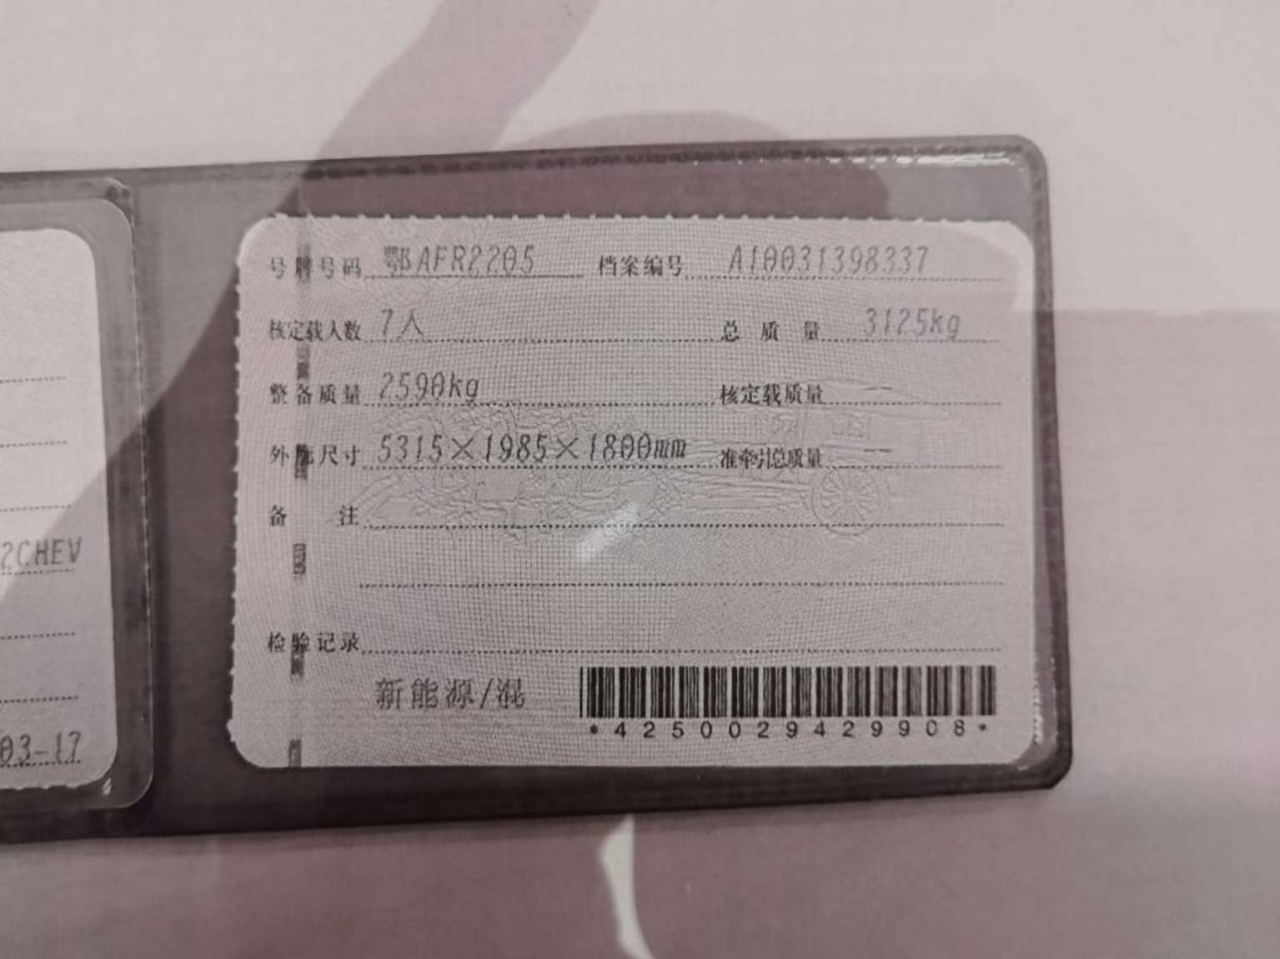 号牌号码 鄂AFR2205 档案编号 A10031398337
核定载人数 7人 总质量 3125kg
整备质量 2590kg 核定载质量 --
外廓尺寸 5315×1985×1800mm 准牵引总质量 --
备注
2CHEV
检验记录
新能源/混
*4250029429908*
03-17